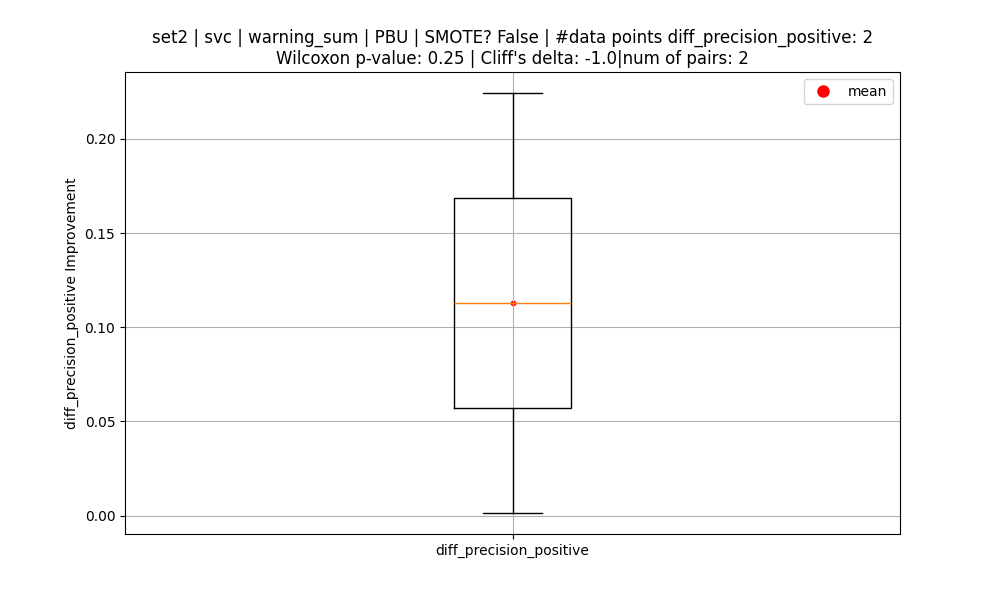 set2 | svc | warning_sum | PBU | SMOTE? False | #data points diff_precision_positive: 2
Wilcoxon p-value: 0.25 | Cliff's delta: -1.0|num of pairs: 2
mean
0.20
0.15
0.10
0.05
0.00
diff_precision_positive Improvement
diff_precision_positive